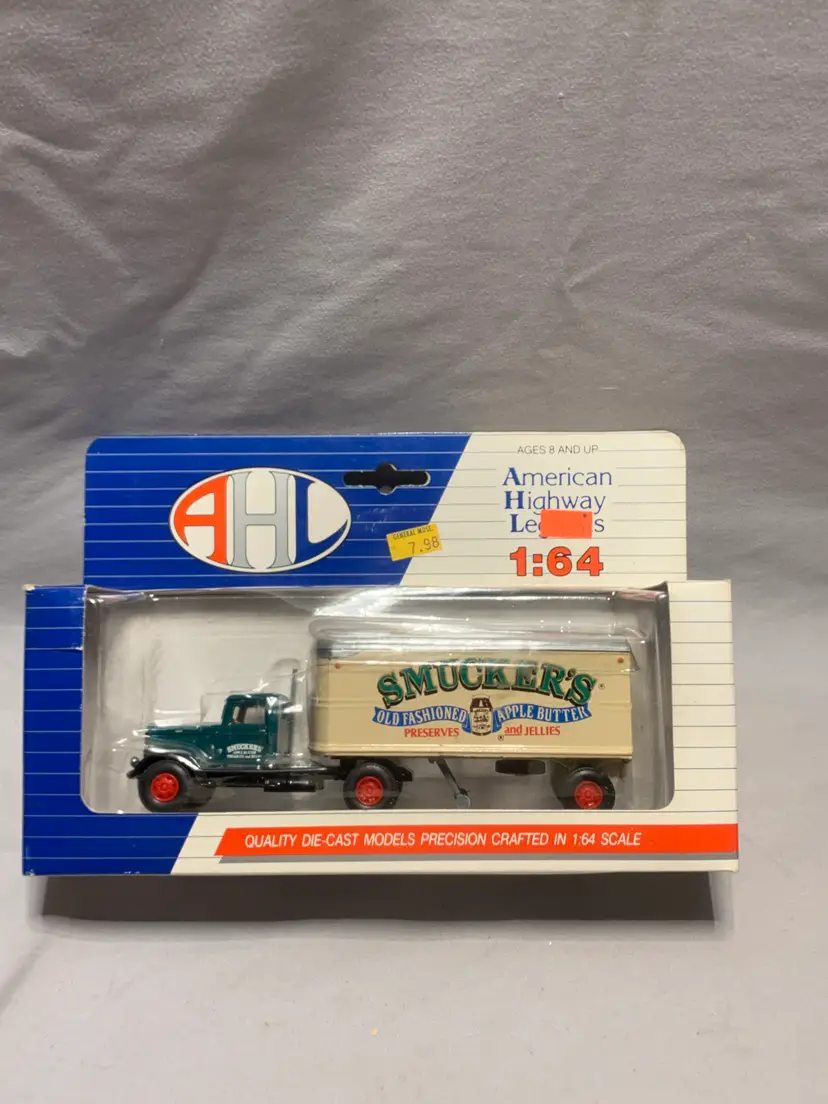 AHL
AGES 8 AND UP
American
Highway
GENERAL MDSE.
7.98
1:64
SMUCKER'S
OLD FASHIONED APPLE BUTTER
PRESERVES and JELLIES
SMUCKER'S
QUALITY DIE-CAST MODELS PRECISION CRAFTED IN 1:64 SCALE